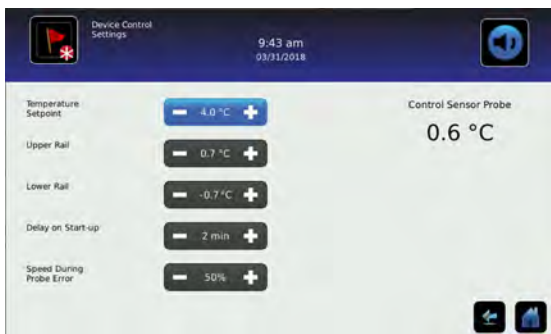 Device Control
Settings
9:43 am
03/31/2018
Temperature
Setpoint
4.0 °C
Control Sensor Probe
0.6 °C
Upper Rail
0.7 °C
Lower Rail
-0.7 °C
Delay on Start-up
2 min
Speed During
Probe Error
50%